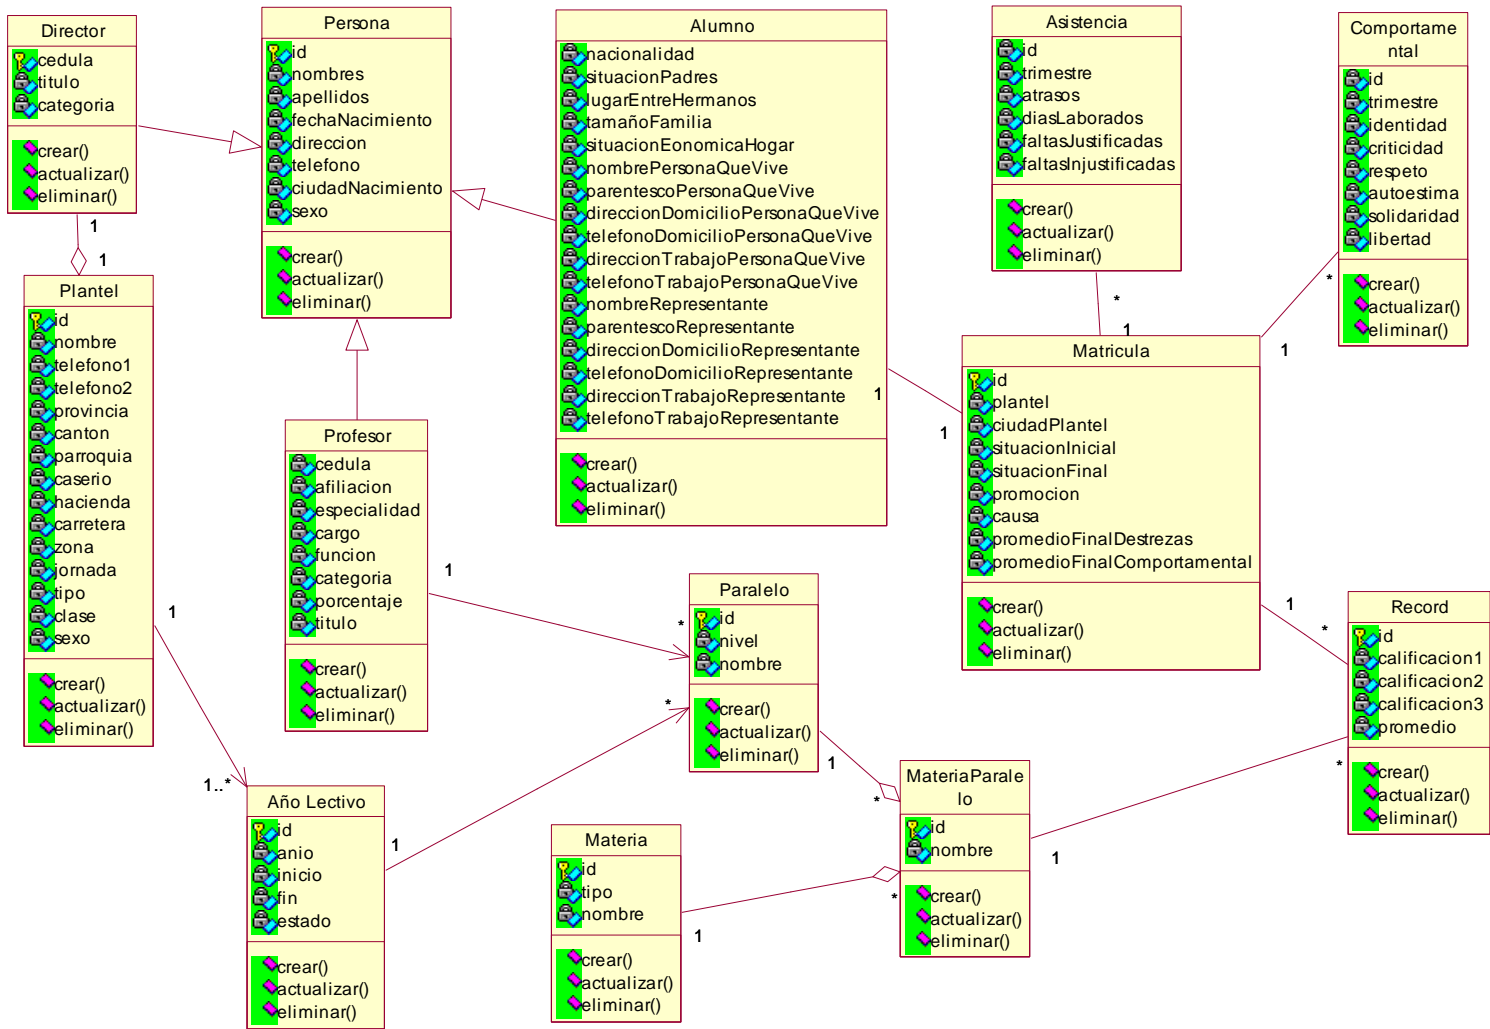 Director
cedula
titulo
categoria
crear()
actualizar()
eliminar()
1
1
Persona
id
nombres
apellidos
fechaNacimiento
direccion
telefono
ciudadNacimiento
sexo
crear()
actualizar()
eliminar()
Alumno
nacionalidad
situacionPadres
lugarEntreHermanos
tamañoFamilia
situacionEonomicaHogar
nombrePersonaQueVive
parentescoPersonaQueVive
direccionDomicilioPersonaQueVive
telefonoDomicilioPersonaQueVive
direccionTrabajoPersonaQueVive
telefonoTrabajoPersonaQueVive
nombreRepresentante
parentescoRepresentante
direccionDomicilioRepresentante
telefonoDomicilioRepresentante
direccionTrabajoRepresentante
telefonoTrabajoRepresentante
crear()
actualizar()
eliminar()
1
1
Asistencia
id
trimestre
atrasos
diasLaborados
faltasJustificadas
faltasInjustificadas
crear()
actualizar()
eliminar()
*
1
Comportame
ntal
id
trimestre
identidad
criticidad
respeto
autoestima
solidaridad
libertad
crear()
actualizar()
eliminar()
*
1
Plantel
id
nombre
telefono1
telefono2
provincia
canton
parroquia
caserio
hacienda
carretera
zona
jornada
tipo
clase
sexo
crear()
actualizar()
eliminar()
1
1..*
Profesor
cedula
afiliacion
especialidad
cargo
funcion
categoria
porcentaje
titulo
crear()
actualizar()
eliminar()
1
*
Matricula
id
plantel
ciudadPlantel
situacionInicial
situacionFinal
promocion
causa
promedioFinalDestrezas
promedioFinalComportamental
crear()
actualizar()
eliminar()
1
*
Paralelo
id
nivel
nombre
crear()
actualizar()
eliminar()
*
1
*
Record
id
calificacion1
calificacion2
calificacion3
promedio
crear()
actualizar()
eliminar()
*
1
Año Lectivo
id
anio
inicio
fin
estado
crear()
actualizar()
eliminar()
1
Materia
id
tipo
nombre
crear()
actualizar()
eliminar()
1
*
MateriaParale
lo
id
nombre
crear()
actualizar()
eliminar()